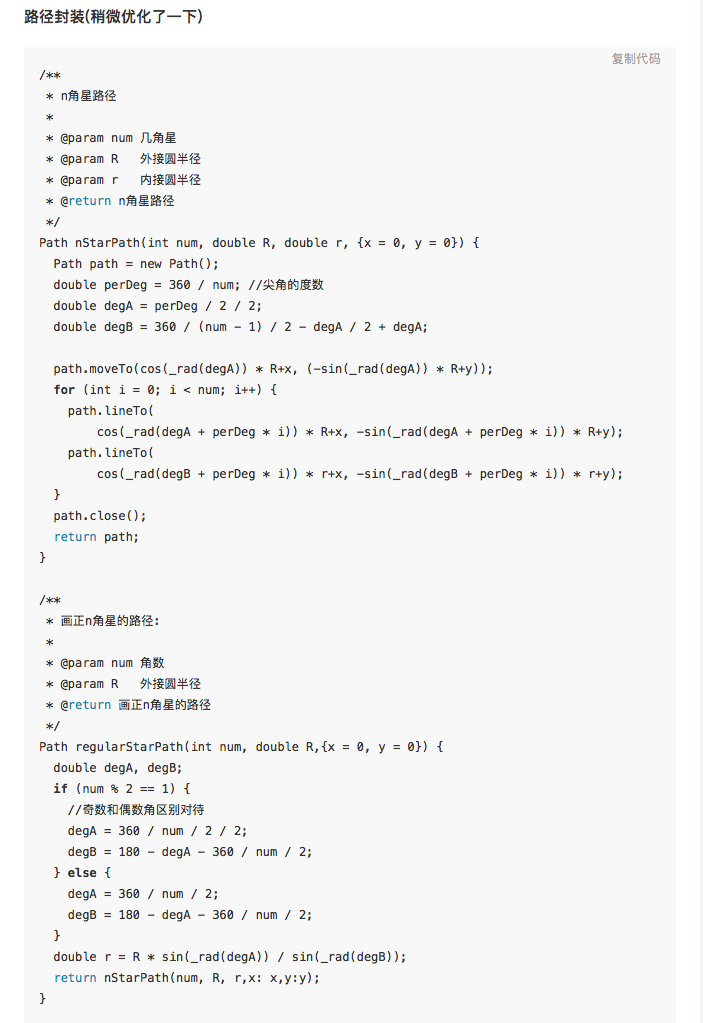 路径封装(稍微优化了一下)
复制代码
/**
 * n角星路径
 *
 * @param num 几角星
 * @param R   外接圆半径
 * @param r   内接圆半径
 * @return n角星路径
 */
Path nStarPath(int num, double R, double r, {x = 0, y = 0}) {
  Path path = new Path();
  double perDeg = 360 / num; //尖角的度数
  double degA = perDeg / 2 / 2;
  double degB = 360 / (num - 1) / 2 - degA / 2 + degA;

  path.moveTo(cos(_rad(degA)) * R+x, (-sin(_rad(degA)) * R+y));
  for (int i = 0; i < num; i++) {
    path.lineTo(
        cos(_rad(degA + perDeg * i)) * R+x, -sin(_rad(degA + perDeg * i)) * R+y);
    path.lineTo(
        cos(_rad(degB + perDeg * i)) * r+x, -sin(_rad(degB + perDeg * i)) * r+y);
  }
  path.close();
  return path;
}

/**
 * 画正n角星的路径:
 *
 * @param num 角数
 * @param R   外接圆半径
 * @return 画正n角星的路径
 */
Path regularStarPath(int num, double R,{x = 0, y = 0}) {
  double degA, degB;
  if (num % 2 == 1) {
    //奇数和偶数角区别对待
    degA = 360 / num / 2 / 2;
    degB = 180 - degA - 360 / num / 2;
  } else {
    degA = 360 / num / 2;
    degB = 180 - degA - 360 / num / 2;
  }
  double r = R * sin(_rad(degA)) / sin(_rad(degB));
  return nStarPath(num, R, r,x: x,y:y);
}